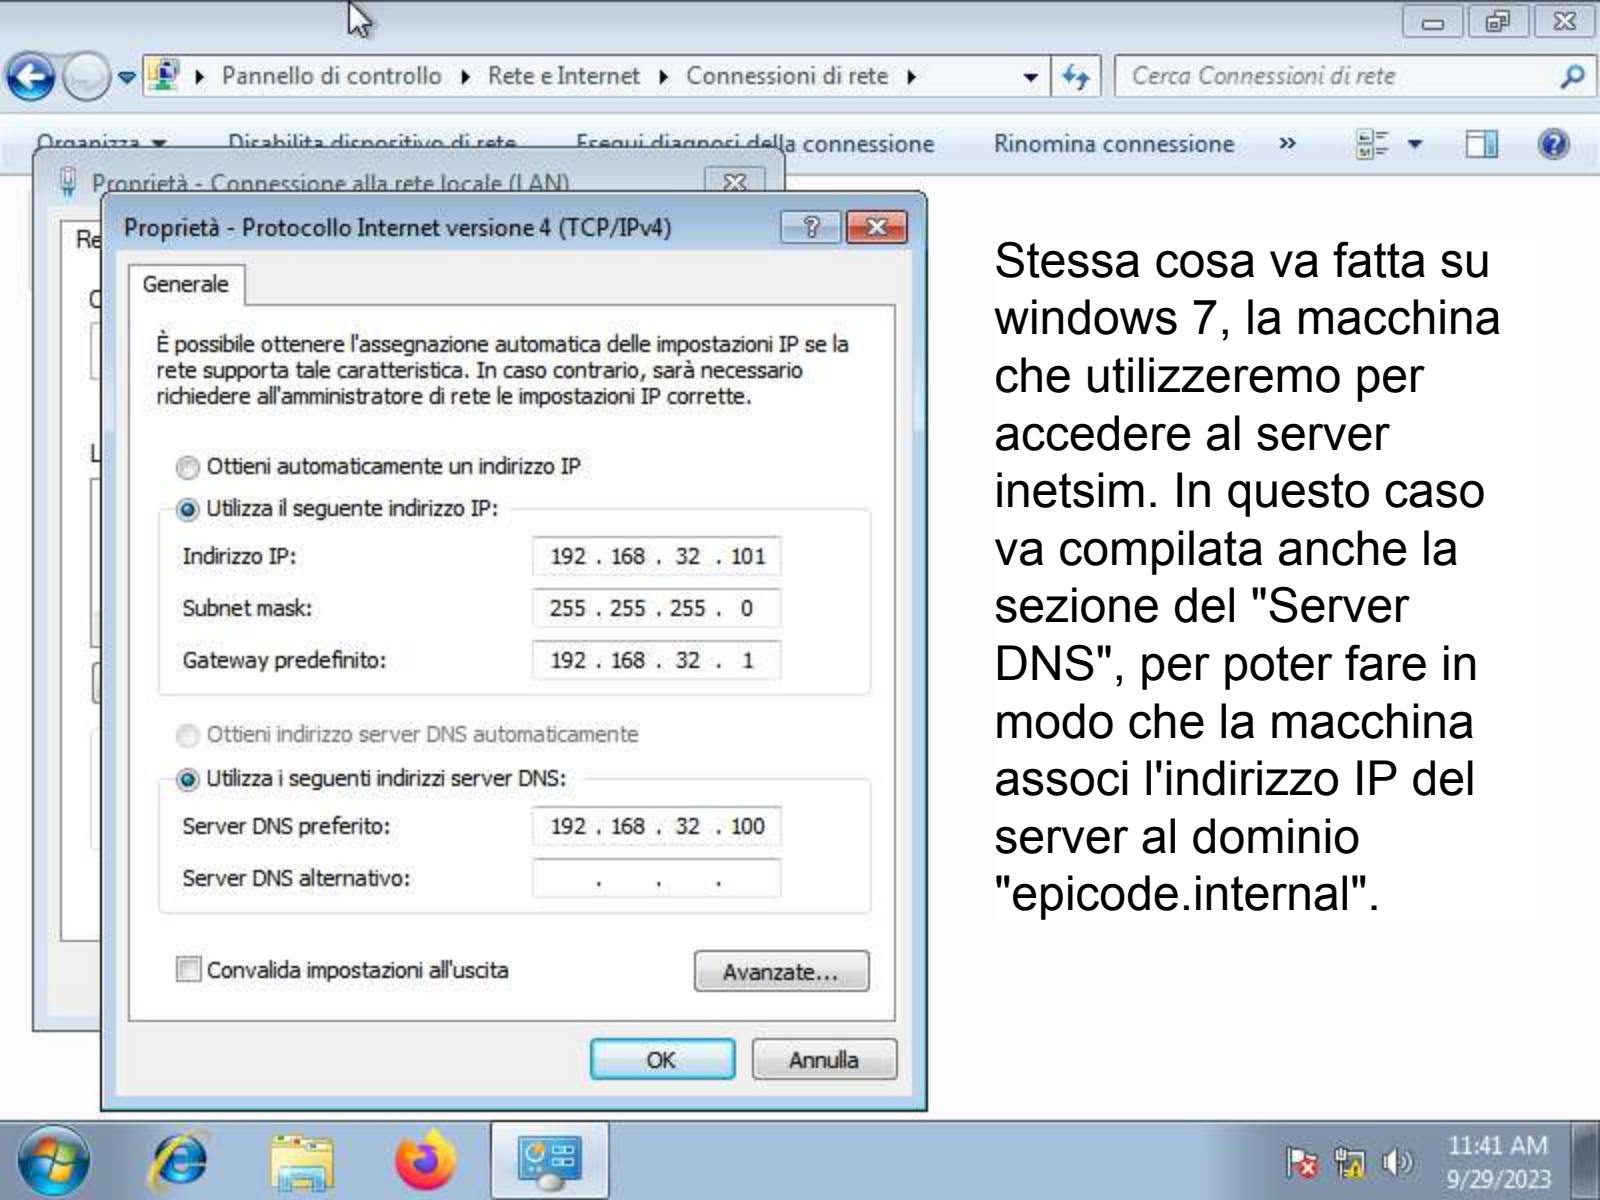 Pannello di controllo
Rete e Internet
Connessioni di rete
Cerca Connessioni di rete
Organizza
Disabilita dispositivo di rete
Esegui diagnosi della connessione
Rinomina connessione
»
Proprietà - Connessione alla rete locale (LAN)
Proprietà - Protocollo Internet versione 4 (TCP/IPv4)
Re
Generale
È possibile ottenere l'assegnazione automatica delle impostazioni IP se la
rete supporta tale caratteristica. In caso contrario, sarà necessario
richiedere all'amministratore di rete le impostazioni IP corrette.
Ottieni automaticamente un indirizzo IP
Utilizza il seguente indirizzo IP:
Indirizzo IP: 192 . 168 . 32 . 101
Subnet mask: 255 . 255 . 255 . 0
Gateway predefinito: 192 . 168 . 32 . 1
Ottieni indirizzo server DNS automaticamente
Utilizza i seguenti indirizzi server DNS:
Server DNS preferito: 192 . 168 . 32 . 100
Server DNS alternativo: . . .
Convalida impostazioni all'uscita
Avanzate...
OK
Annulla
Stessa cosa va fatta su
windows 7, la macchina
che utilizzeremo per
accedere al server
inetsim. In questo caso
va compilata anche la
sezione del "Server
DNS", per poter fare in
modo che la macchina
associ l'indirizzo IP del
server al dominio
"epicode.internal".
11:41 AM
9/29/2023